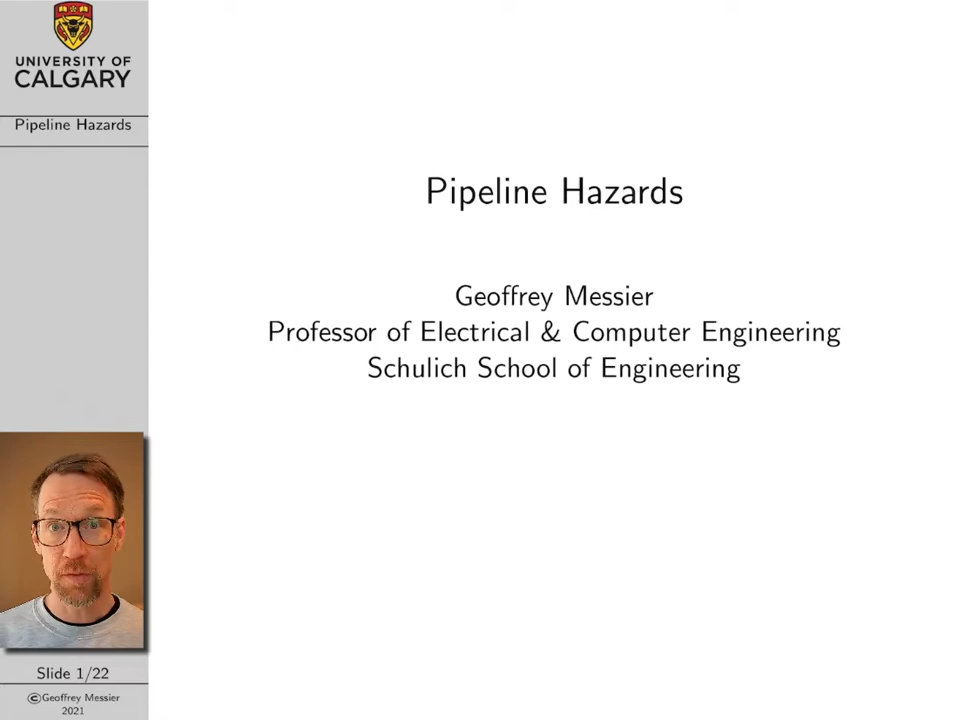 UNIVERSITY OF
CALGARY
Pipeline Hazards
Pipeline Hazards
Geoffrey Messier
Professor of Electrical & Computer Engineering
Schulich School of Engineering
Slide 1/22
©Geoffrey Messier
2021